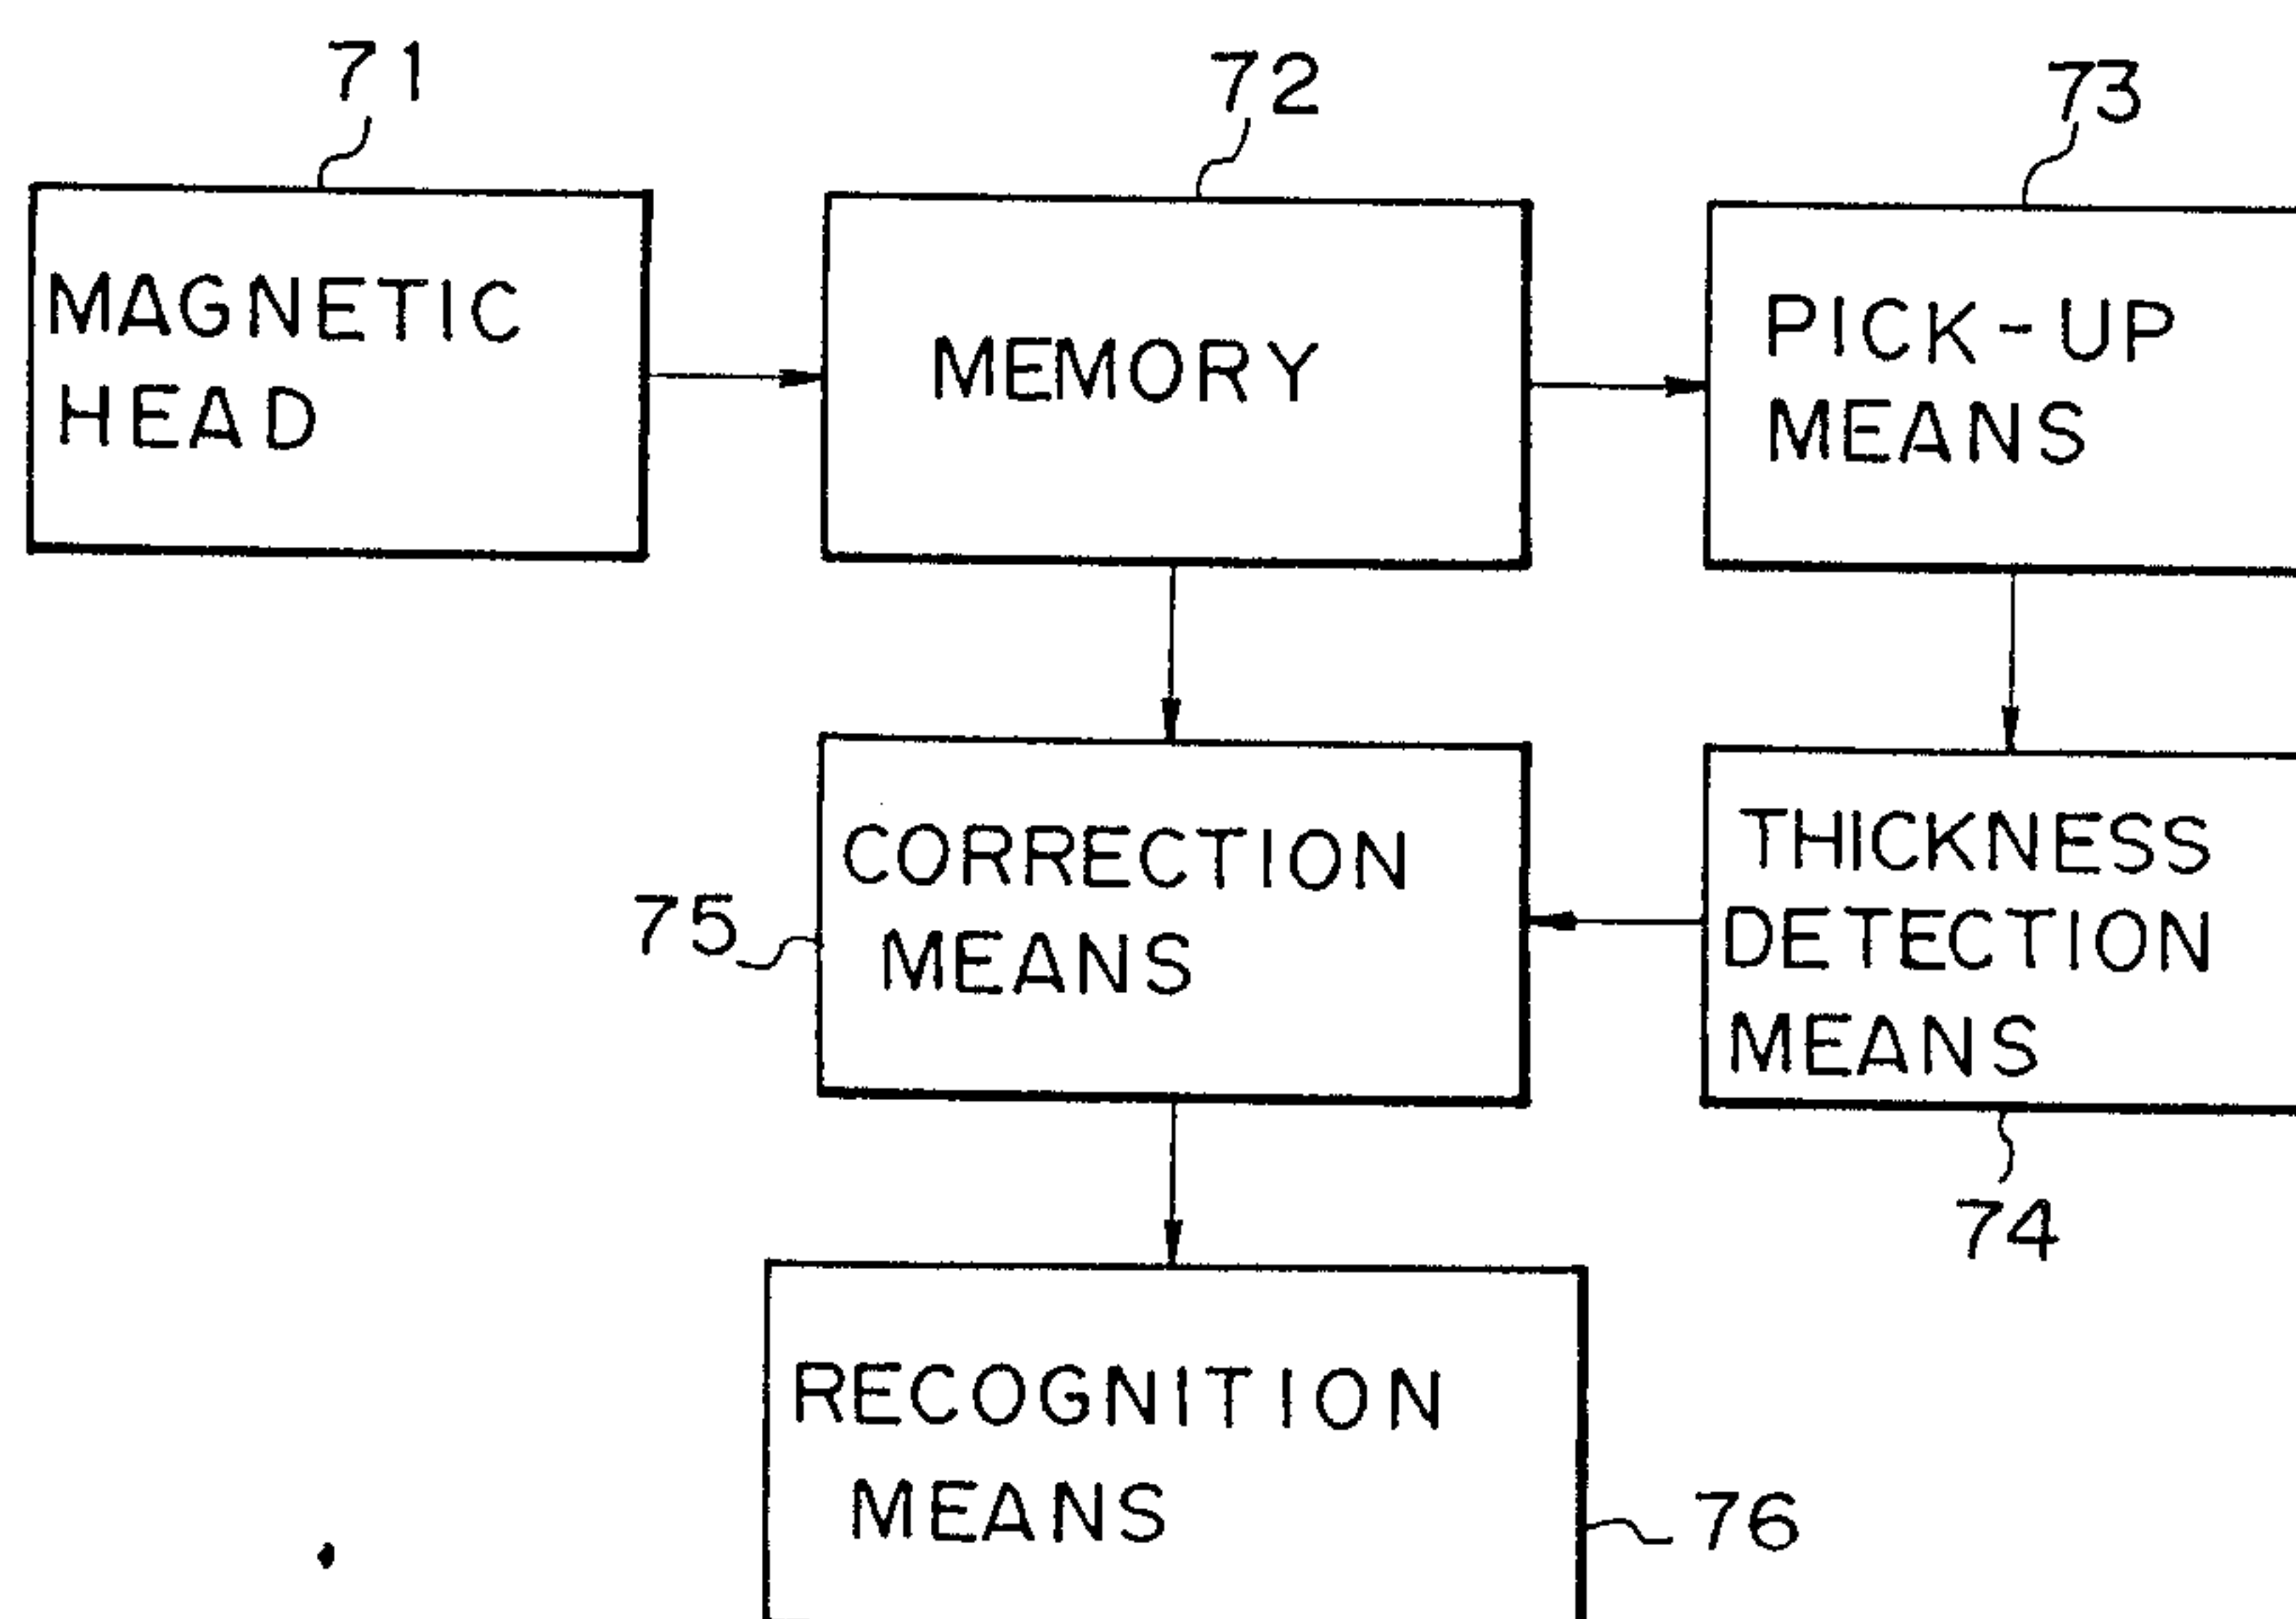 71
72
73
MAGNETIC
HEAD
MEMORY
PICK-UP
MEANS
CORRECTION
MEANS
75
THICKNESS
DETECTION
MEANS
74
RECOGNITION
MEANS
76